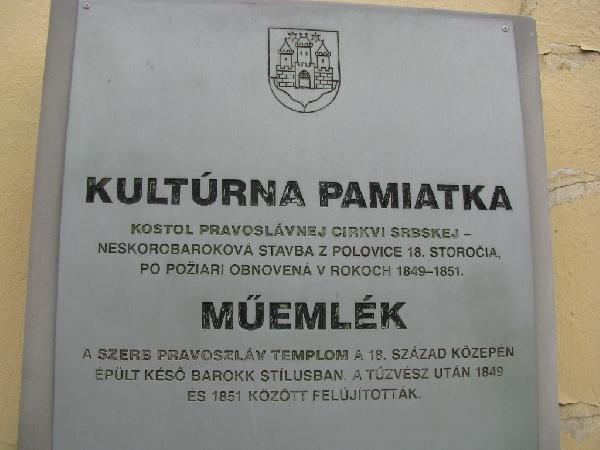 KULTÚRNA PAMIATKA
KOSTOL PRAVOSLÁVNEJ CIRKVI SRBSKEJ –
NESKOROBAROKOVÁ STAVBA Z POLOVICE 18. STOROČIA,
PO POŽIARI OBNOVENÁ V ROKOCH 1849–1851.
MŰEMLÉK
A SZERB PRAVOSZLÁV TEMPLOM A 18. SZÁZAD KÖZEPÉN
ÉPÜLT KÉSŐ BAROKK STÍLUSBAN. A TŰZVÉSZ UTÁN 1849
ÉS 1851 KÖZÖTT FELÚJÍTOTTÁK.